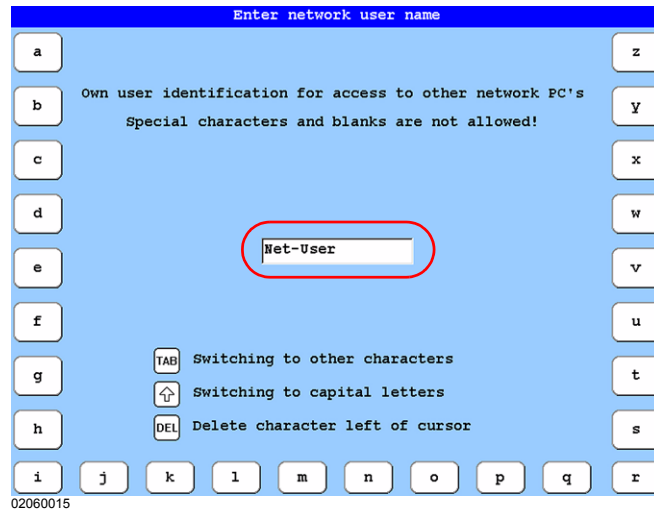 Enter network user name
a
z
Own user identification for access to other network PC's
b
y
Special characters and blanks are not allowed!
c
x
d
w
Net-User
e
v
f
u
TAB Switching to other characters
g
t
Switching to capital letters
h
DEL Delete character left of cursor
s
i j k l m n o p q r
02060015